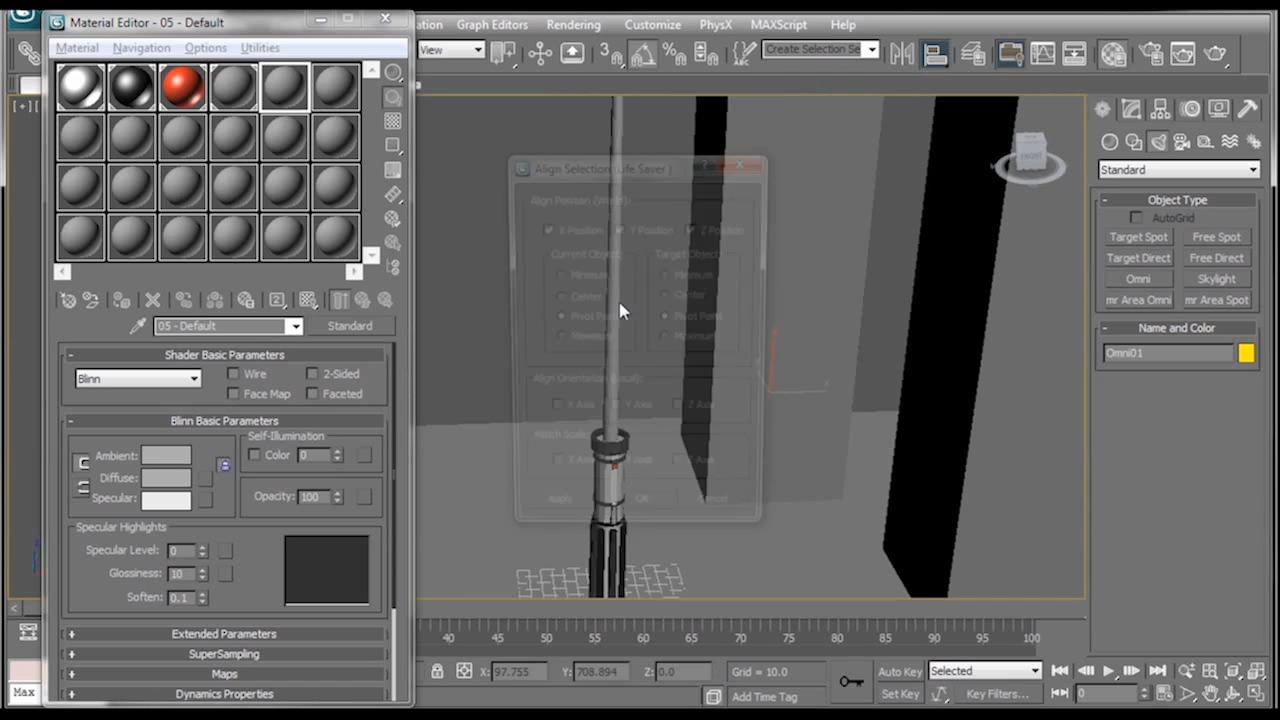 Material Editor - 05 - Default
Material Navigation Options Utilities
Graph Editors Rendering Customize PhysX MAXScript Help
View
Create Selection Se
[+][
Align Selection (Life Saver )
Align Position (World):
X Position Y Position Z Position
Current Object: Target Object:
Minimum Minimum
Center Center
Pivot Point Pivot Point
Maximum Maximum
Align Orientation (Local):
X Axis Y Axis Z Axis
Match Scale:
Apply OK Cancel
FRONT
Standard
- Object Type
AutoGrid
Target Spot Free Spot
Target Direct Free Direct
Omni Skylight
mr Area Omni mr Area Spot
- Name and Color
Omni01
05 - Default Standard
- Shader Basic Parameters
Blinn Wire 2-Sided
Face Map Faceted
- Blinn Basic Parameters
Self-Illumination
Ambient: Color 0
Diffuse:
Specular: Opacity: 100
Specular Highlights
Specular Level: 0
Glossiness: 10
Soften: 0.1
+ Extended Parameters
+ SuperSampling
+ Maps
+ Dynamics Properties
40 45 50 55 60 65 70 75 80 85 90 95 100
X: 97.755 Y: 708.894 Z: 0.0 Grid = 10.0 Auto Key Selected
Max Add Time Tag Set Key Key Filters... 0